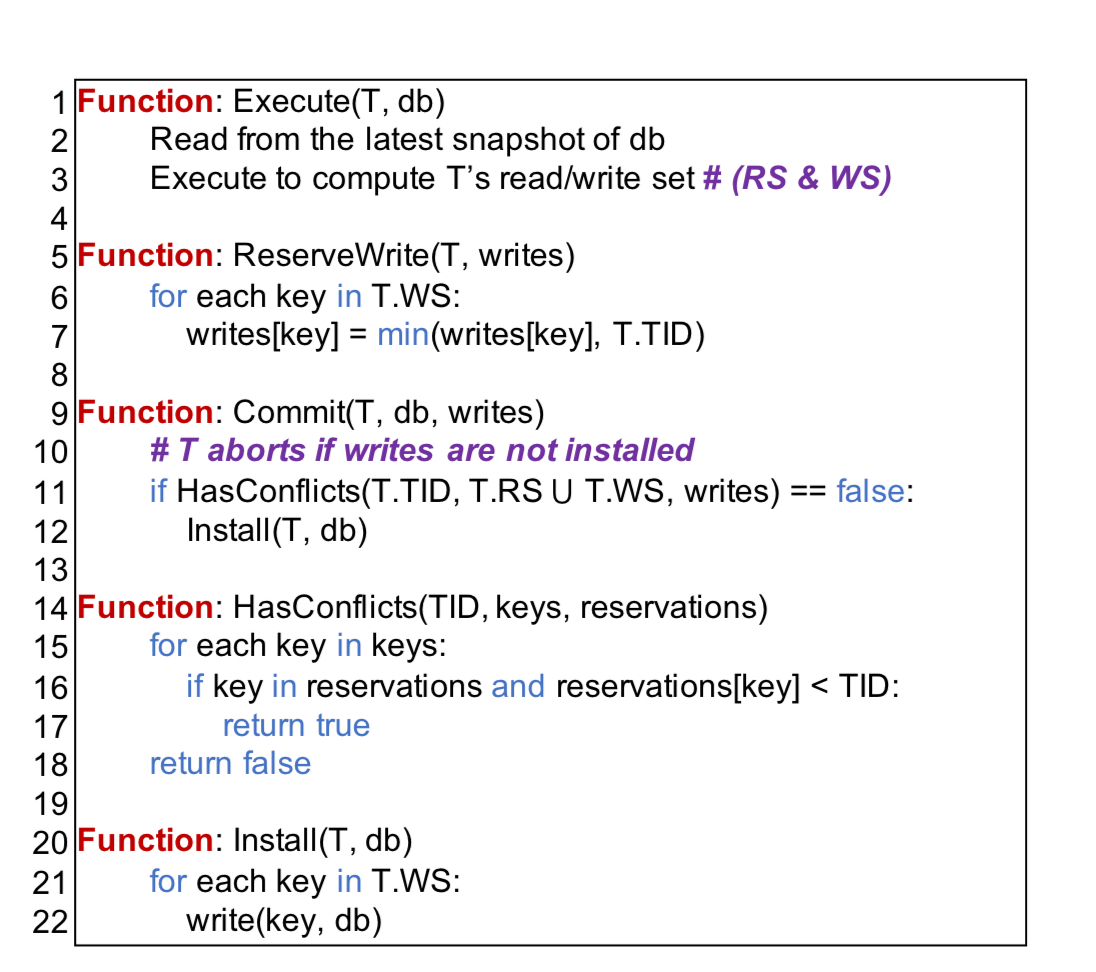 1 Function: Execute(T, db)
2 Read from the latest snapshot of db
3 Execute to compute T’s read/write set # (RS & WS)
4
5 Function: ReserveWrite(T, writes)
6 for each key in T.WS:
7 writes[key] = min(writes[key], T.TID)
8
9 Function: Commit(T, db, writes)
10 # T aborts if writes are not installed
11 if HasConflicts(T.TID, T.RS ∪ T.WS, writes) == false:
12 Install(T, db)
13
14 Function: HasConflicts(TID, keys, reservations)
15 for each key in keys:
16 if key in reservations and reservations[key] < TID:
17 return true
18 return false
19
20 Function: Install(T, db)
21 for each key in T.WS:
22 write(key, db)